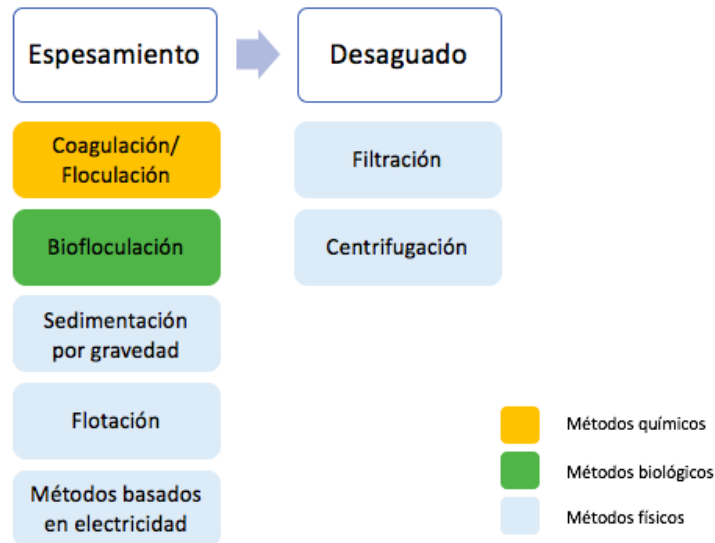 Espesamiento
Desaguado
Coagulación/
Floculación
Filtración
Biofloculación
Centrifugación
Sedimentación
por gravedad
Flotación
Métodos basados
en electricidad
Métodos químicos
Métodos biológicos
Métodos físicos